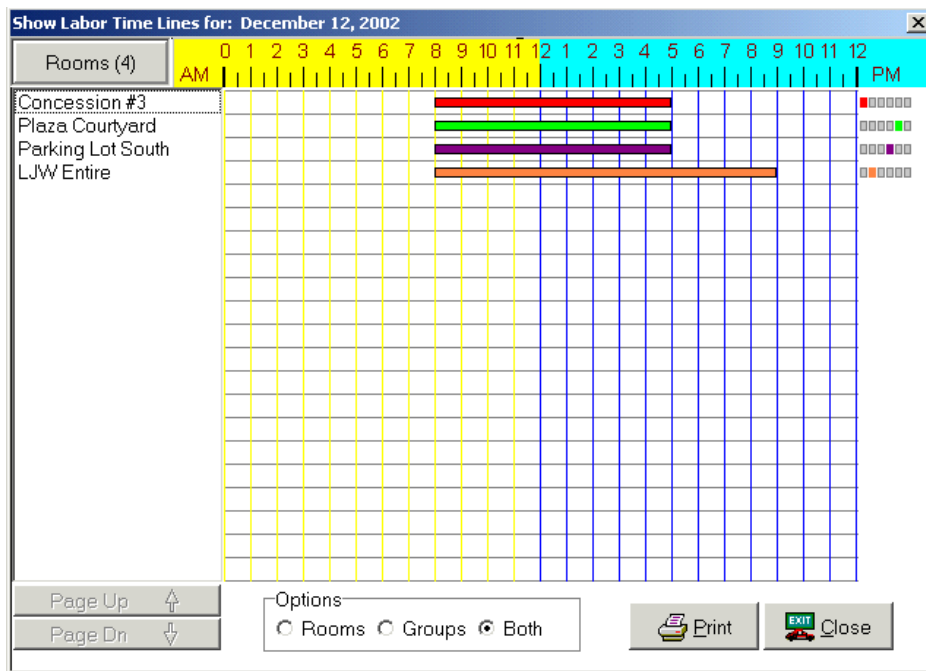 Show Labor Time Lines for: December 12, 2002
Rooms (4)
AM 0 1 2 3 4 5 6 7 8 9 10 11 12 1 2 3 4 5 6 7 8 9 10 11 12 PM
Concession #3
Plaza Courtyard
Parking Lot South
LJW Entire
Page Up
Page Dn
Options
Rooms Groups Both
Print
EXIT Close